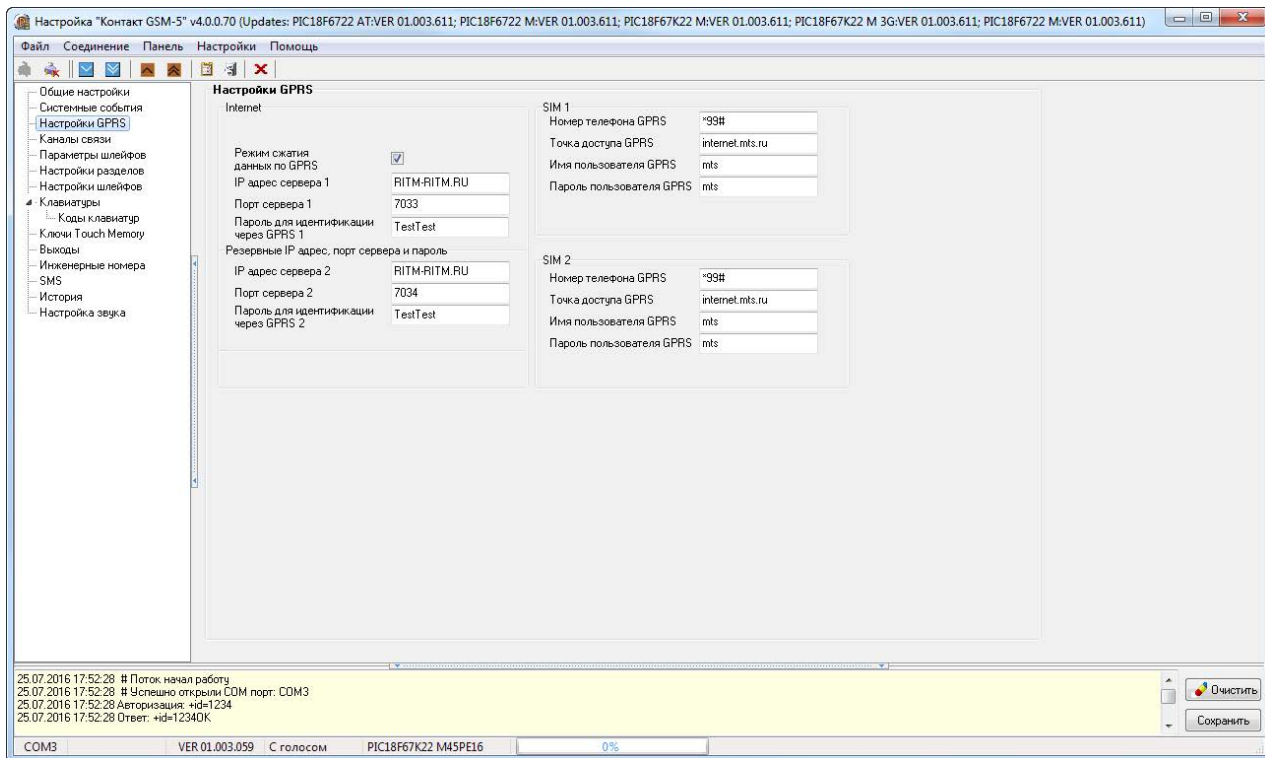 Настройка "Контакт GSM-5" v4.0.0.70 (Updates: PIC18F6722 AT:VER 01.003.611; PIC18F6722 M:VER 01.003.611; PIC18F67K22 M:VER 01.003.611; PIC18F67K22 M 3G:VER 01.003.611; PIC18F6722 M:VER 01.003.611)
Файл Соединение Панель Настройки Помощь
Общие настройки
Системные события
Настройки GPRS
Каналы связи
Параметры шлейфов
Настройки разделов
Настройки шлейфов
Клавиатуры
Коды клавиатур
Ключи Touch Memory
Выходы
Инженерные номера
SMS
История
Настройка звука
Настройки GPRS
Internet
Режим сжатия
данных по GPRS
IP адрес сервера 1 RITM-RITM.RU
Порт сервера 1 7033
Пароль для идентификации
через GPRS 1 TestTest
Резервные IP адрес, порт сервера и пароль
IP адрес сервера 2 RITM-RITM.RU
Порт сервера 2 7034
Пароль для идентификации
через GPRS 2 TestTest
SIM 1
Номер телефона GPRS *99#
Точка доступа GPRS internet.mts.ru
Имя пользователя GPRS mts
Пароль пользователя GPRS mts
SIM 2
Номер телефона GPRS *99#
Точка доступа GPRS internet.mts.ru
Имя пользователя GPRS mts
Пароль пользователя GPRS mts
25.07.2016 17:52:28 # Поток начал работу
25.07.2016 17:52:28 # Успешно открыли COM порт: COM3
25.07.2016 17:52:28 Авторизация: +id=1234
25.07.2016 17:52:28 Ответ: +id=1234OK
Очистить
Сохранить
COM3 VER 01.003.059 С голосом PIC18F67K22 M45PE16 0%